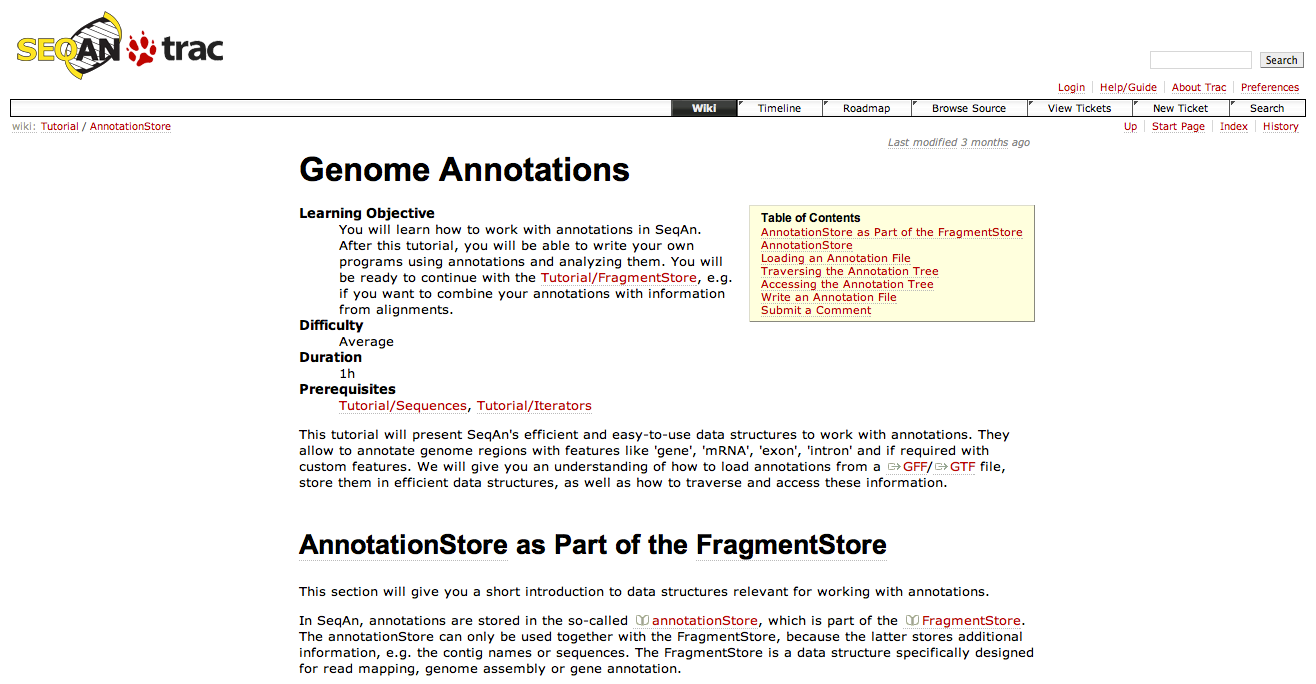 SEQAN trac
Search
Login Help/Guide About Trac Preferences
Wiki Timeline Roadmap Browse Source View Tickets New Ticket Search
wiki: Tutorial / AnnotationStore
Up Start Page Index History
Last modified 3 months ago
Genome Annotations
Learning Objective
You will learn how to work with annotations in SeqAn.
After this tutorial, you will be able to write your own
programs using annotations and analyzing them. You will
be ready to continue with the Tutorial/FragmentStore, e.g.
if you want to combine your annotations with information
from alignments.
Difficulty
Average
Duration
1h
Prerequisites
Tutorial/Sequences, Tutorial/Iterators
Table of Contents
AnnotationStore as Part of the FragmentStore
AnnotationStore
Loading an Annotation File
Traversing the Annotation Tree
Accessing the Annotation Tree
Write an Annotation File
Submit a Comment
This tutorial will present SeqAn's efficient and easy-to-use data structures to work with annotations. They
allow to annotate genome regions with features like 'gene', 'mRNA', 'exon', 'intron' and if required with
custom features. We will give you an understanding of how to load annotations from a GFF/GTF file,
store them in efficient data structures, as well as how to traverse and access these information.
AnnotationStore as Part of the FragmentStore
This section will give you a short introduction to data structures relevant for working with annotations.
In SeqAn, annotations are stored in the so-called annotationStore, which is part of the FragmentStore.
The annotationStore can only be used together with the FragmentStore, because the latter stores additional
information, e.g. the contig names or sequences. The FragmentStore is a data structure specifically designed
for read mapping, genome assembly or gene annotation.